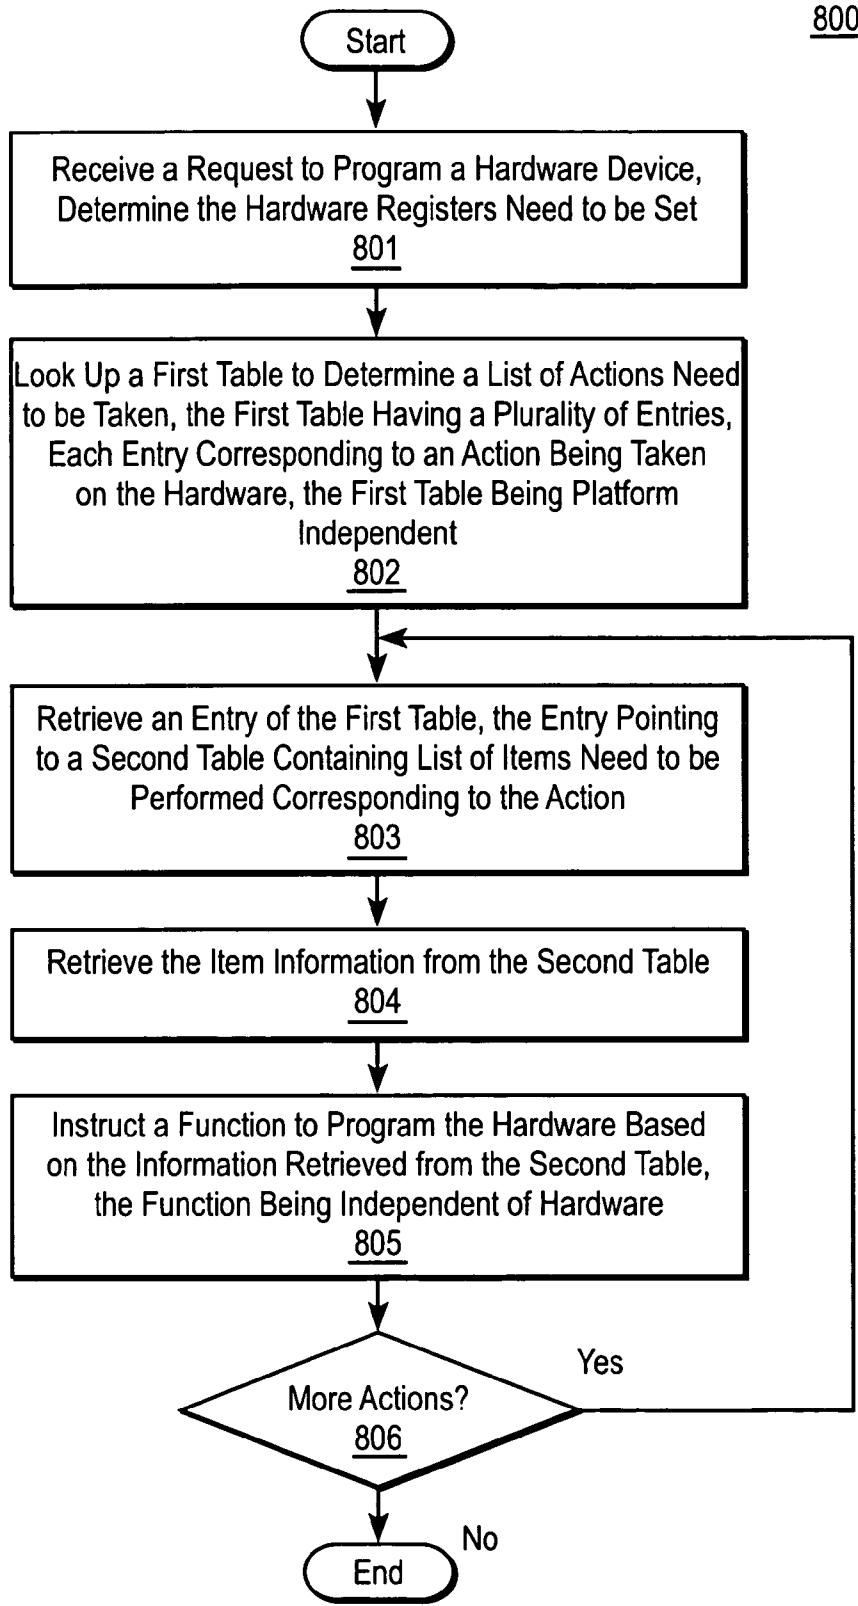 800
Start
Receive a Request to Program a Hardware Device,
Determine the Hardware Registers Need to be Set
801
Look Up a First Table to Determine a List of Actions Need
to be Taken, the First Table Having a Plurality of Entries,
Each Entry Corresponding to an Action Being Taken
on the Hardware, the First Table Being Platform
Independent
802
Retrieve an Entry of the First Table, the Entry Pointing
to a Second Table Containing List of Items Need to be
Performed Corresponding to the Action
803
Retrieve the Item Information from the Second Table
804
Instruct a Function to Program the Hardware Based
on the Information Retrieved from the Second Table,
the Function Being Independent of Hardware
805
Yes
More Actions?
806
No
End